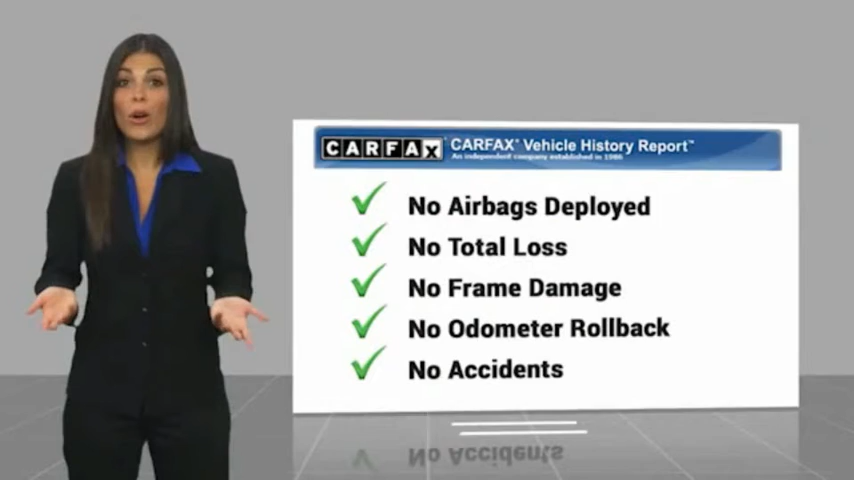 CARFAX CARFAX Vehicle History Report™
An independent company established in 1986
No Airbags Deployed
No Total Loss
No Frame Damage
No Odometer Rollback
No Accidents
No Accidents